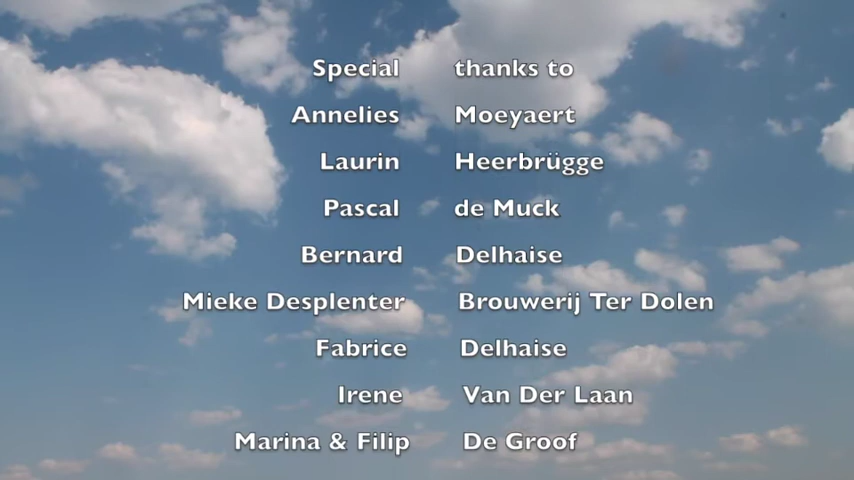 Special thanks to
Annelies Moeyaert
Laurin Heerbrügge
Pascal de Muck
Bernard Delhaise
Mieke Desplenter Brouwerij Ter Dolen
Fabrice Delhaise
Irene Van Der Laan
Marina & Filip De Groof